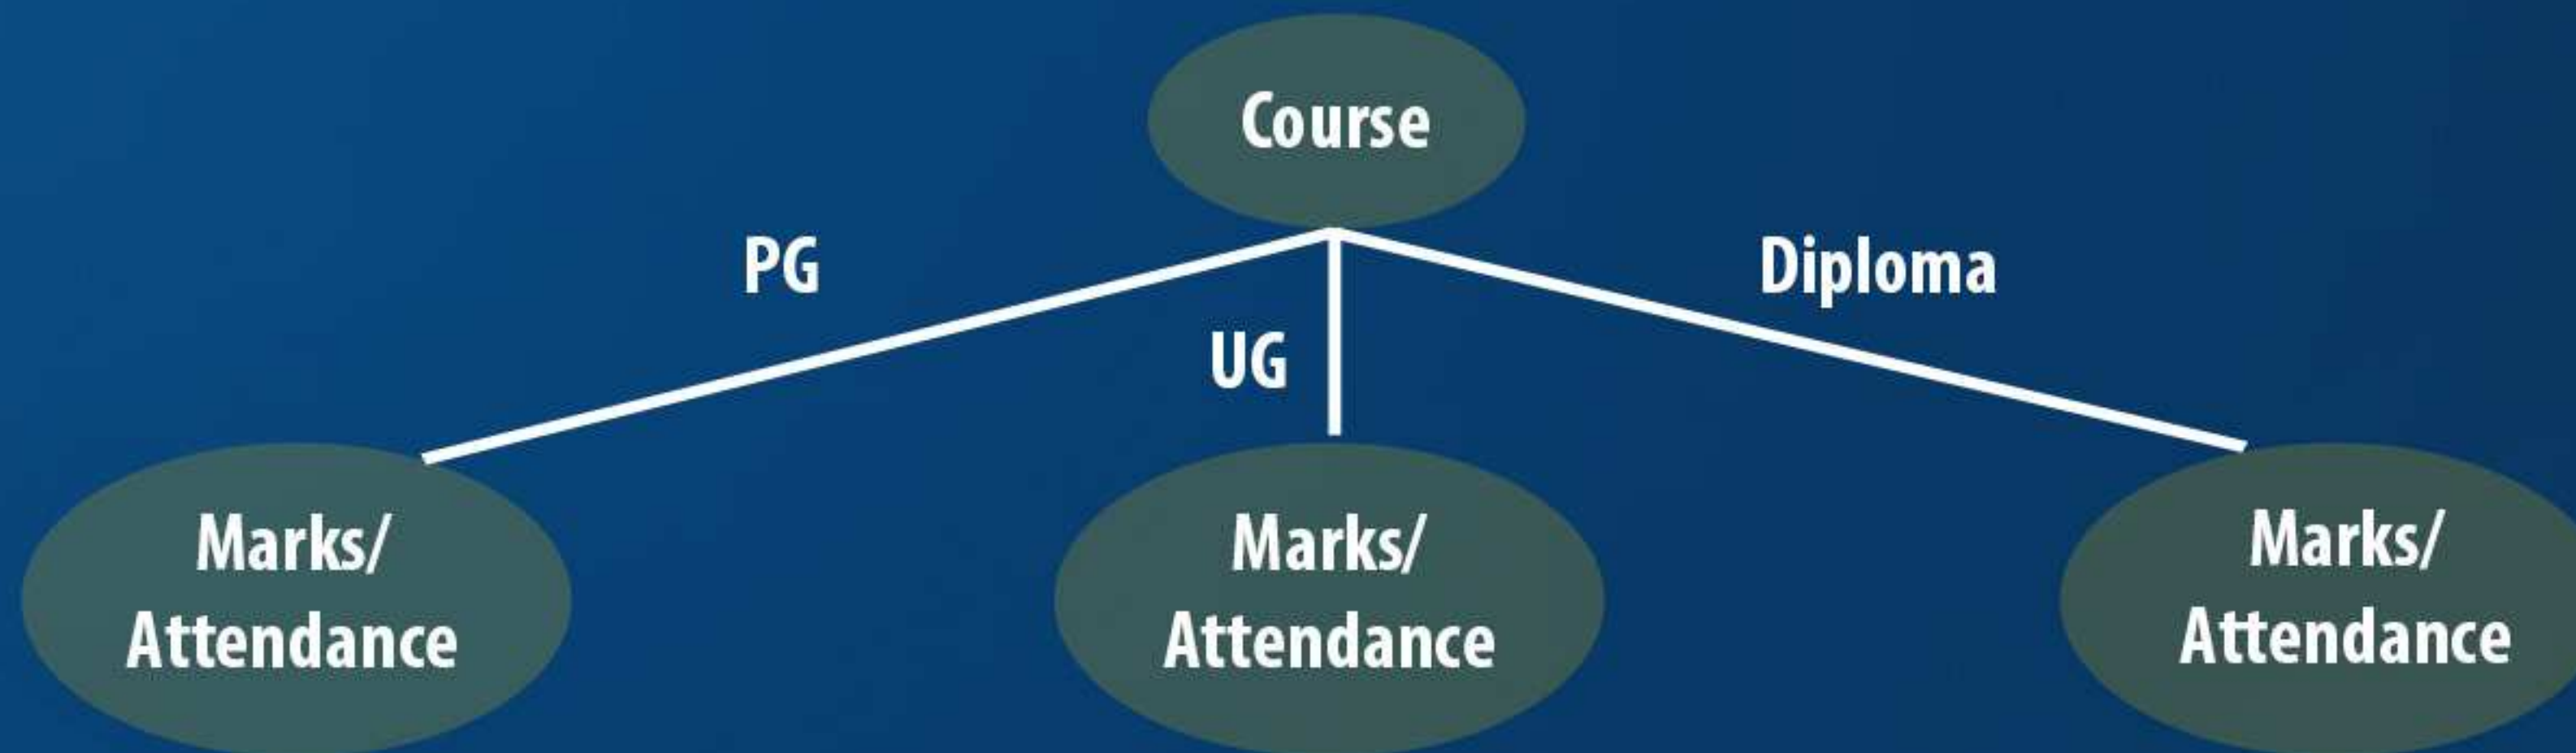 Course
PG
Diploma
UG
Marks/
Attendance
Marks/
Attendance
Marks/
Attendance